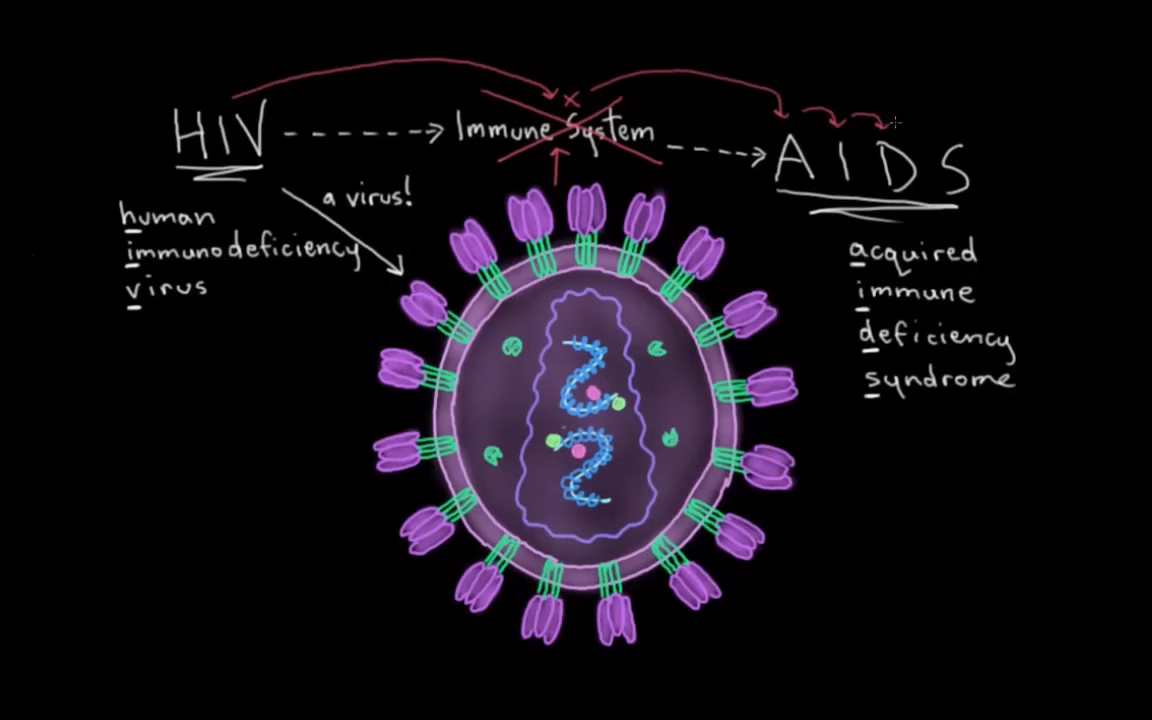 HIV
Immune System
AIDS
a virus!
human
immunodeficiency
virus
acquired
immune
deficiency
syndrome